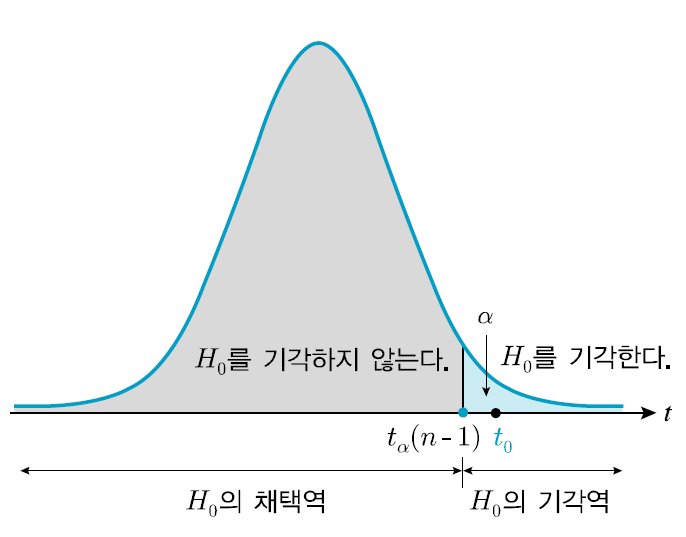 α
H₀를 기각하지 않는다.
H₀를 기각한다.
t
tα(n-1) t₀
H₀의 채택역
H₀의 기각역